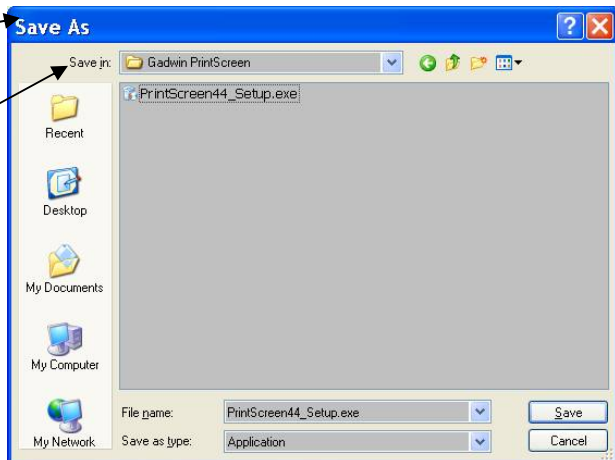 Save As
Save in: Gadwin PrintScreen
PrintScreen44_Setup.exe
Recent
Desktop
My Documents
My Computer
My Network
File name: PrintScreen44_Setup.exe Save
Save as type: Application Cancel